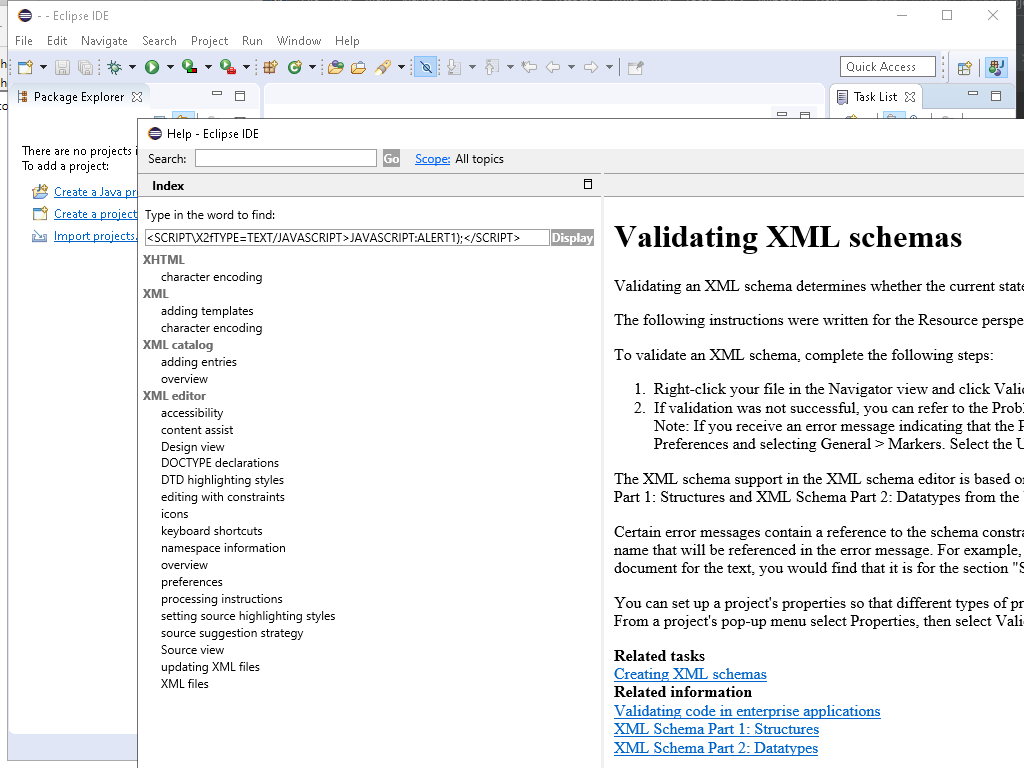 - - Eclipse IDE
File Edit Navigate Search Project Run Window Help
Quick Access
Package Explorer
Task List
There are no projects
To add a project:
Create a Java
Create a project
Import projects.
Help - Eclipse IDE
Search: Go Scope: All topics
Index
Type in the word to find:
<SCRIPT\X2fTYPE=TEXT/JAVASCRIPT>JAVASCRIPT:ALERT1);</SCRIPT> Display
XHTML
character encoding
XML
adding templates
character encoding
XML catalog
adding entries
overview
XML editor
accessibility
content assist
Design view
DOCTYPE declarations
DTD highlighting styles
editing with constraints
icons
keyboard shortcuts
namespace information
overview
preferences
processing instructions
setting source highlighting styles
source suggestion strategy
Source view
updating XML files
XML files
Validating XML schemas
Validating an XML schema determines whether the current state
The following instructions were written for the Resource perspe
To validate an XML schema, complete the following steps:
1. Right-click your file in the Navigator view and click Valid
2. If validation was not successful, you can refer to the Prob
Note: If you receive an error message indicating that the P
Preferences and selecting General > Markers. Select the U
The XML schema support in the XML schema editor is based o
Part 1: Structures and XML Schema Part 2: Datatypes from the
Certain error messages contain a reference to the schema constra
name that will be referenced in the error message. For example,
document for the text, you would find that it is for the section "S
You can set up a project's properties so that different types of pr
From a project's pop-up menu select Properties, then select Vali
Related tasks
Creating XML schemas
Related information
Validating code in enterprise applications
XML Schema Part 1: Structures
XML Schema Part 2: Datatypes